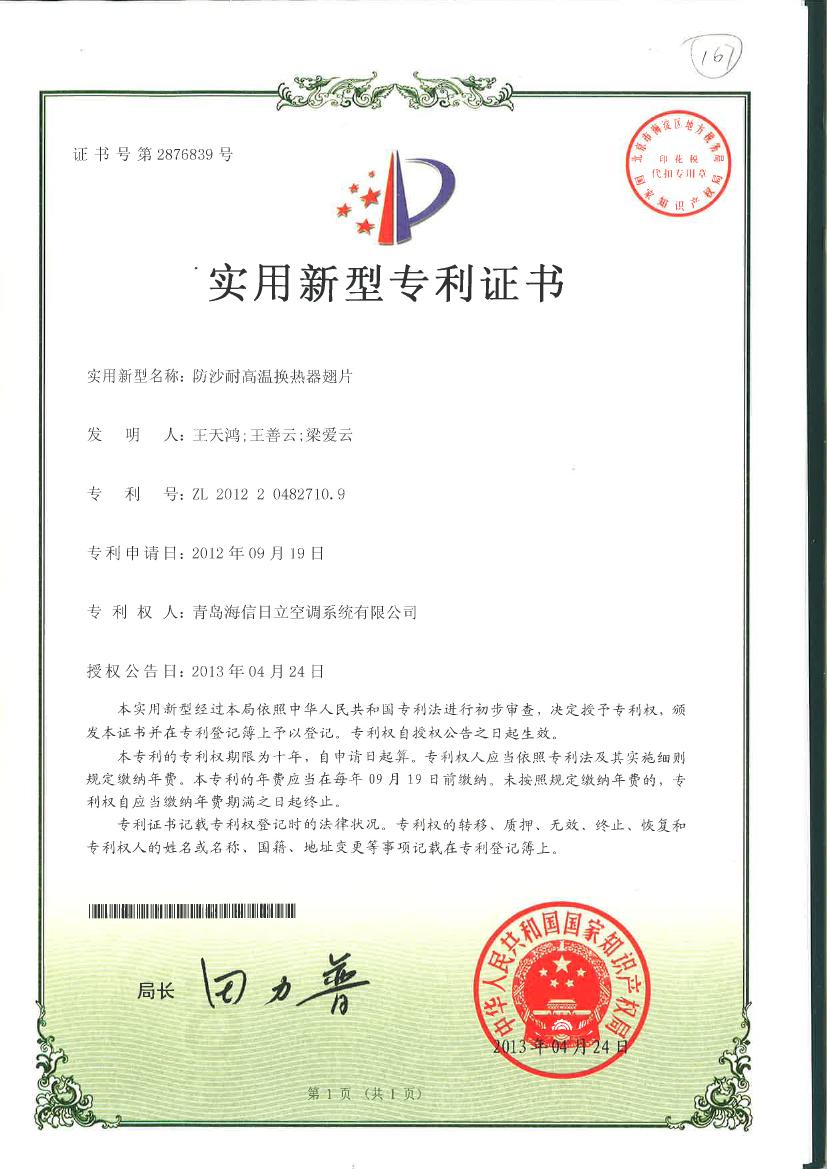 167
证书号第2876839号
北京市海淀区地方税务局
印花税
代扣专用章
国家知识产权局
实用新型专利证书
实用新型名称：防沙耐高温换热器翅片
发明人：王天鸿;王善云;梁爱云
专利号：ZL 2012 2 0482710.9
专利申请日：2012年09月19日
专利权人：青岛海信日立空调系统有限公司
授权公告日：2013年04月24日
本实用新型经过本局依照中华人民共和国专利法进行初步审查，决定授予专利权，颁
发本证书并在专利登记簿上予以登记。专利权自授权公告之日起生效。
本专利的专利权期限为十年，自申请日起算。专利权人应当依照专利法及其实施细则
规定缴纳年费。本专利的年费应当在每年09月19日前缴纳。未按照规定缴纳年费的，专
利权自应当缴纳年费期满之日起终止。
专利证书记载专利权登记时的法律状况。专利权的转移、质押、无效、终止、恢复和
专利权人的姓名或名称、国籍、地址变更等事项记载在专利登记簿上。
局长
田力普
中华人民共和国国家知识产权局
2013年04月24日
第1页（共1页）